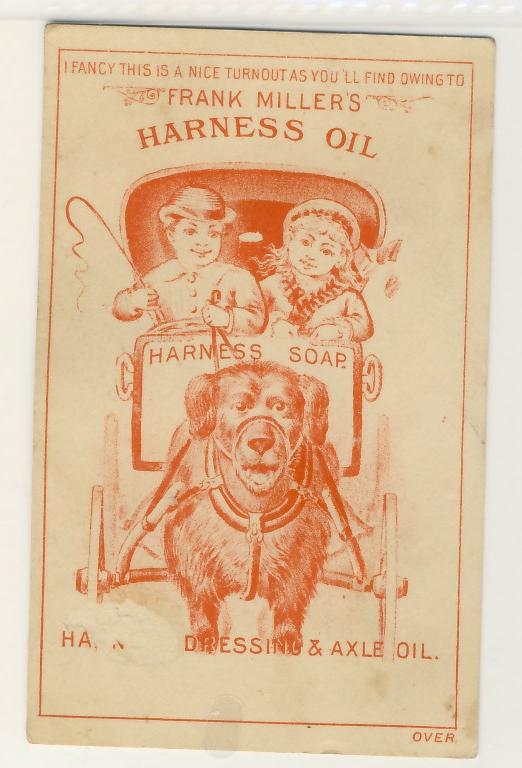 I FANCY THIS IS A NICE TURNOUT AS YOU'LL FIND OWING TO
FRANK MILLER'S
HARNESS OIL
HARNESS SOAP.
DRESSING & AXLE OIL.
OVER